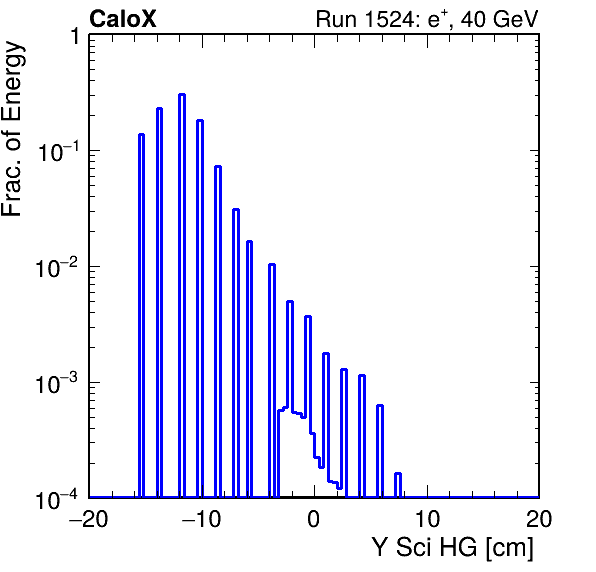 CaloX Run 1524: e⁺, 40 GeV
Frac. of Energy
1
10⁻¹
10⁻²
10⁻³
10⁻⁴
−20 −10 0 10 20
Y Sci HG [cm]